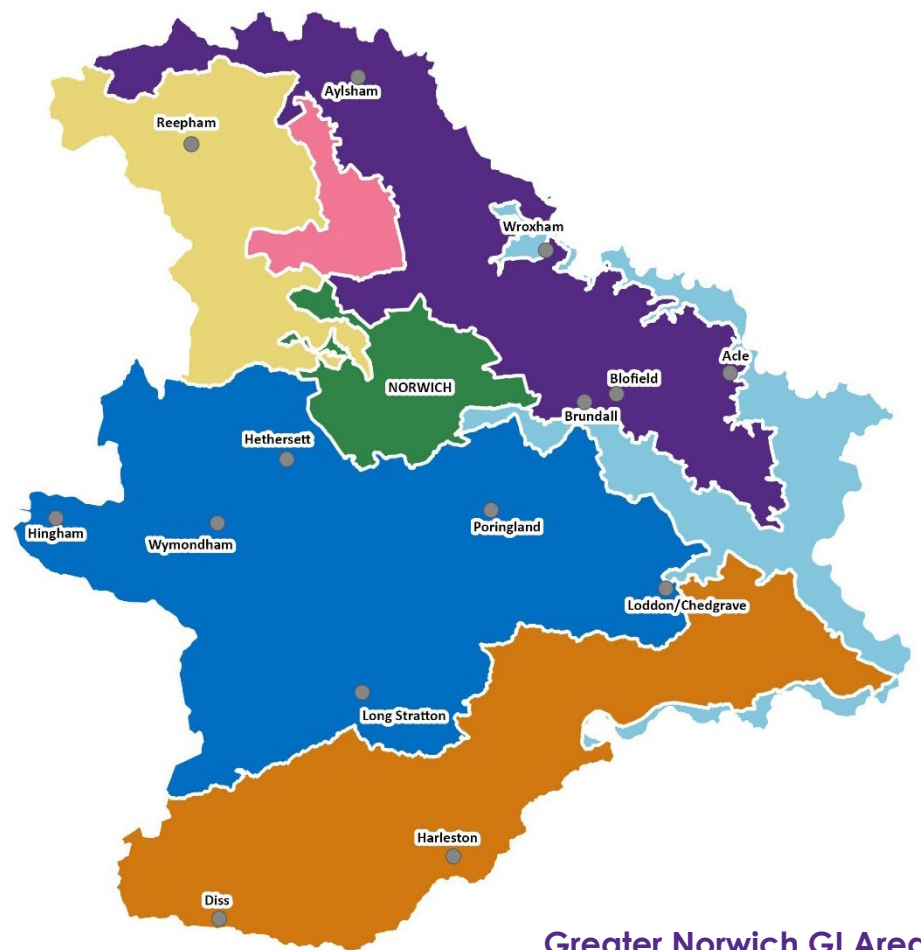 Aylsham
Reepham
Wroxham
Acle
Blofield
NORWICH
Brundall
Hethersett
Hingham
Poringland
Wymondham
Loddon/Chedgrave
Long Stratton
Harleston
Diss
Greater Norwich GI Area